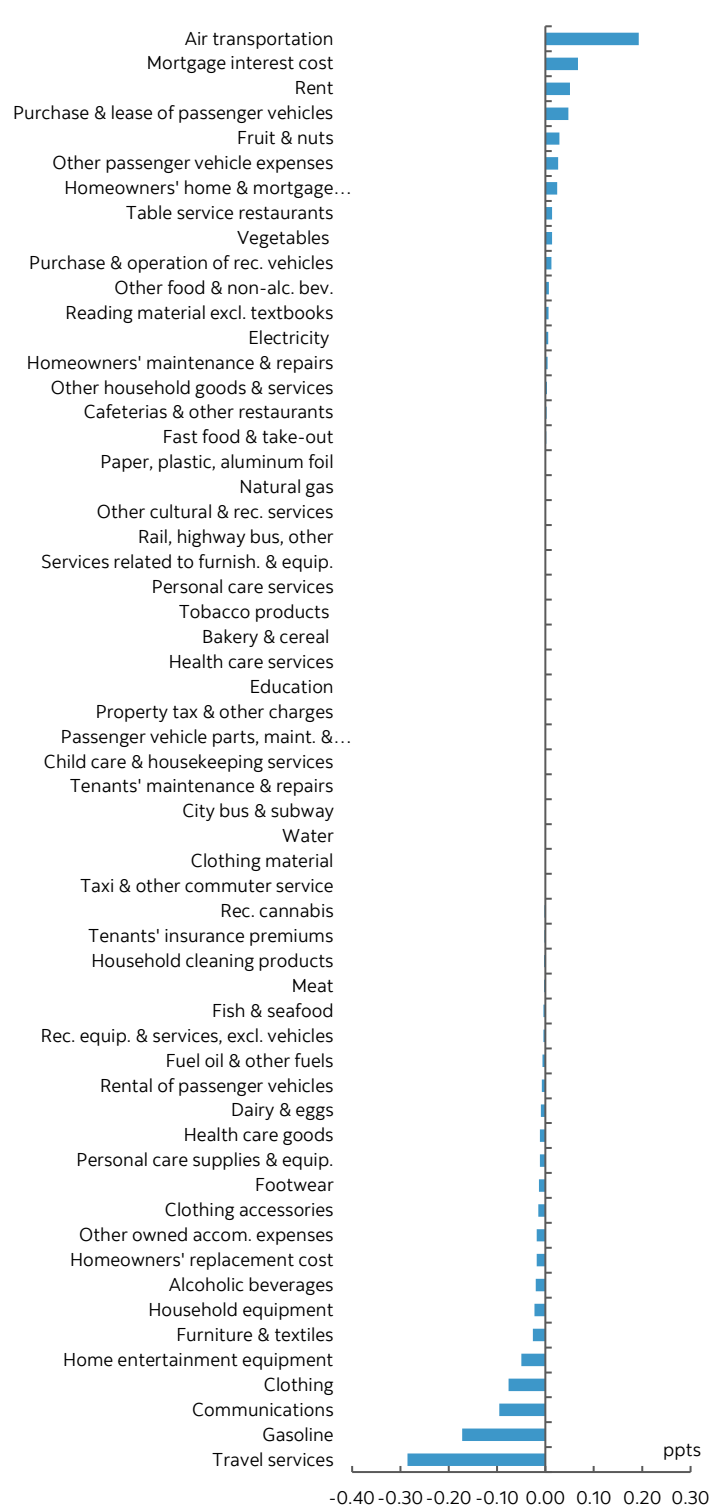 Air transportation
Mortgage interest cost
Rent
Purchase & lease of passenger vehicles
Fruit & nuts
Other passenger vehicle expenses
Homeowners' home & mortgage…
Table service restaurants
Vegetables
Purchase & operation of rec. vehicles
Other food & non-alc. bev.
Reading material excl. textbooks
Electricity
Homeowners' maintenance & repairs
Other household goods & services
Cafeterias & other restaurants
Fast food & take-out
Paper, plastic, aluminum foil
Natural gas
Other cultural & rec. services
Rail, highway bus, other
Services related to furnish. & equip.
Personal care services
Tobacco products
Bakery & cereal
Health care services
Education
Property tax & other charges
Passenger vehicle parts, maint. &…
Child care & housekeeping services
Tenants' maintenance & repairs
City bus & subway
Water
Clothing material
Taxi & other commuter service
Rec. cannabis
Tenants' insurance premiums
Household cleaning products
Meat
Fish & seafood
Rec. equip. & services, excl. vehicles
Fuel oil & other fuels
Rental of passenger vehicles
Dairy & eggs
Health care goods
Personal care supplies & equip.
Footwear
Clothing accessories
Other owned accom. expenses
Homeowners' replacement cost
Alcoholic beverages
Household equipment
Furniture & textiles
Home entertainment equipment
Clothing
Communications
Gasoline
Travel services
ppts
-0.40 -0.30 -0.20 -0.10 0.00 0.10 0.20 0.30